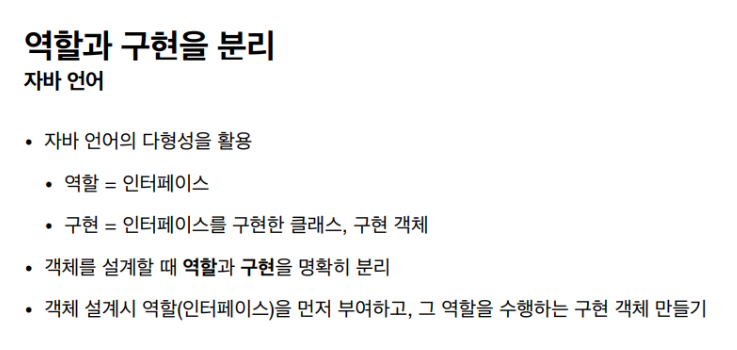 역할과 구현을 분리
자바 언어
• 자바 언어의 다형성을 활용
• 역할 = 인터페이스
• 구현 = 인터페이스를 구현한 클래스, 구현 객체
• 객체를 설계할 때 역할과 구현을 명확히 분리
• 객체 설계시 역할(인터페이스)을 먼저 부여하고, 그 역할을 수행하는 구현 객체 만들기